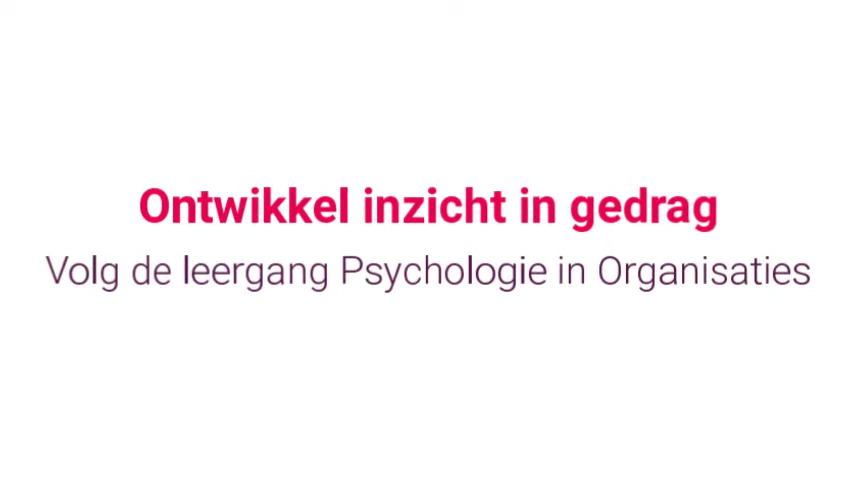 Ontwikkel inzicht in gedrag
Volg de leergang Psychologie in Organisaties